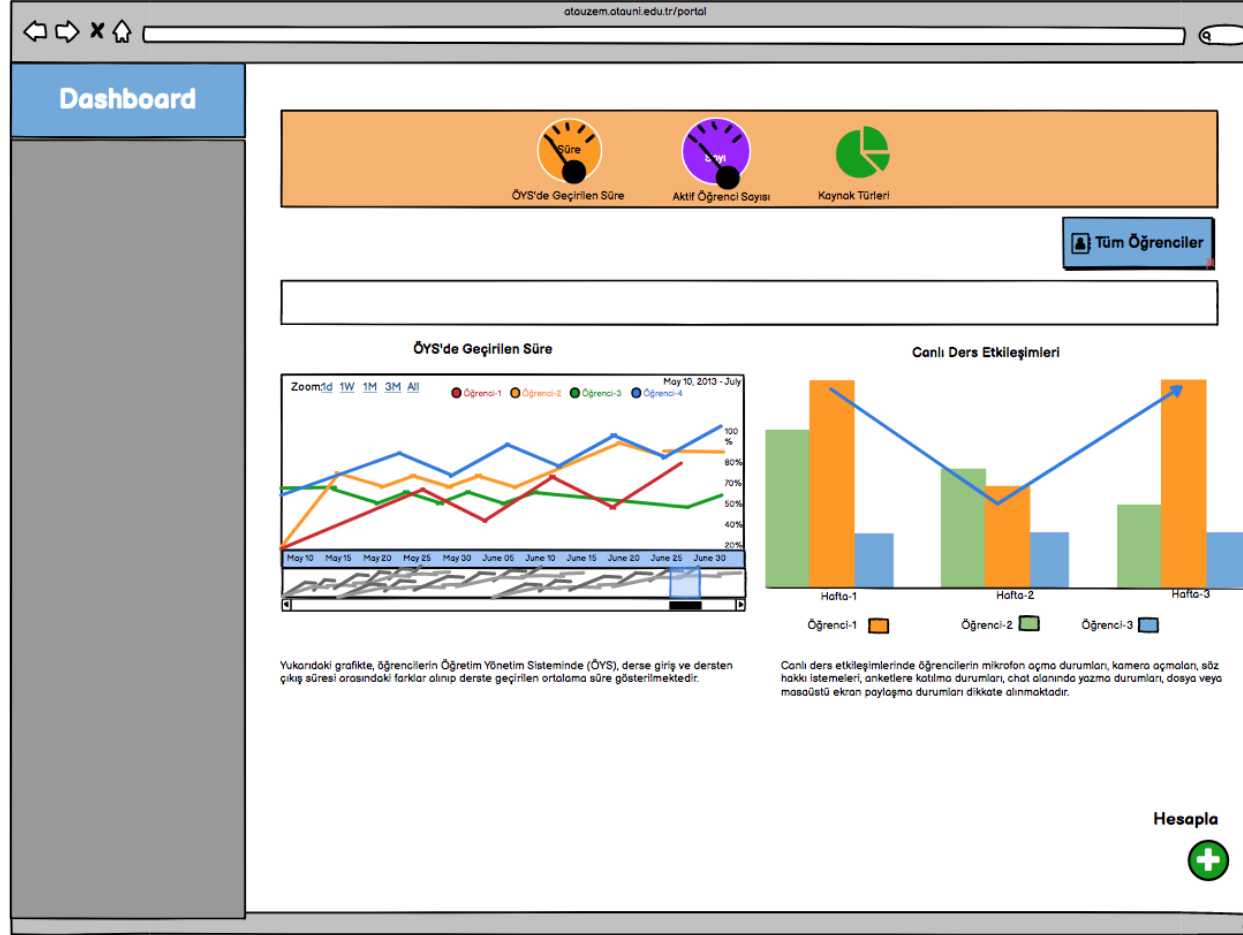 atauzem.atauni.edu.tr/portal
Dashboard
Süre
Sayı
ÖYS'de Geçirilen Süre
Aktif Öğrenci Sayısı
Kaynak Türleri
Tüm Öğrenciler
ÖYS'de Geçirilen Süre
Zoom: 1d 1W 1M 3M All
May 10, 2013 - July
Öğrenci-1 Öğrenci-2 Öğrenci-3 Öğrenci-4
100
%
80%
70%
50%
40%
20%
May 10 May 15 May 20 May 25 May 30 June 05 June 10 June 15 June 20 June 25 June 30
Yukarıdaki grafikte, öğrencilerin Öğretim Yönetim Sisteminde (ÖYS), derse giriş ve dersten
çıkış süresi arasındaki farklar alınıp derste geçirilen ortalama süre gösterilmektedir.
Canlı Ders Etkileşimleri
Hafta-1 Hafta-2 Hafta-3
Öğrenci-1 Öğrenci-2 Öğrenci-3
Canlı ders etkileşimlerinde öğrencilerin mikrofon açma durumları, kamera açmaları, söz
hakkı istemeleri, anketlere katılma durumları, chat alanında yazma durumları, dosya veya
masaüstü ekran paylaşma durumları dikkate alınmaktadır.
Hesapla